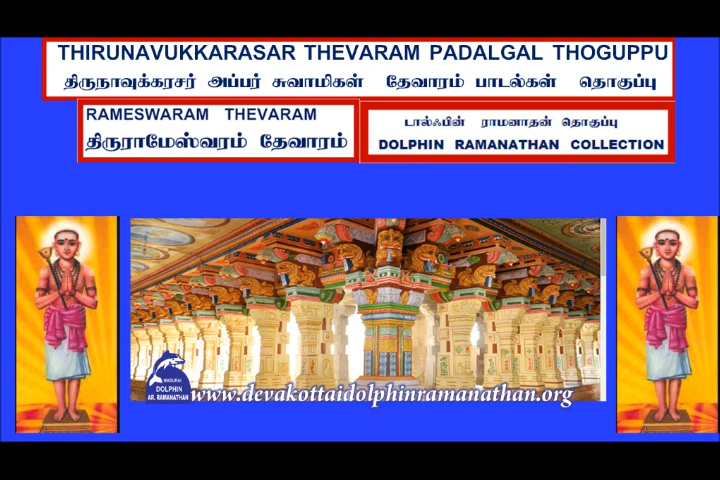 THIRUNAVUKKARASAR THEVARAM PADALGAL THOGUPPU
திருநாவுக்கரசர் அப்பர் சுவாமிகள் தேவாரம் பாடல்கள் தொகுப்பு
RAMESWARAM THEVARAM
திருராமேஸ்வரம் தேவாரம்
டால்ஃபின் ராமனாதன் தொகுப்பு
DOLPHIN RAMANATHAN COLLECTION
DOLPHIN
AR. RAMANATHAN
www.devakottaidolphinramanathan.org